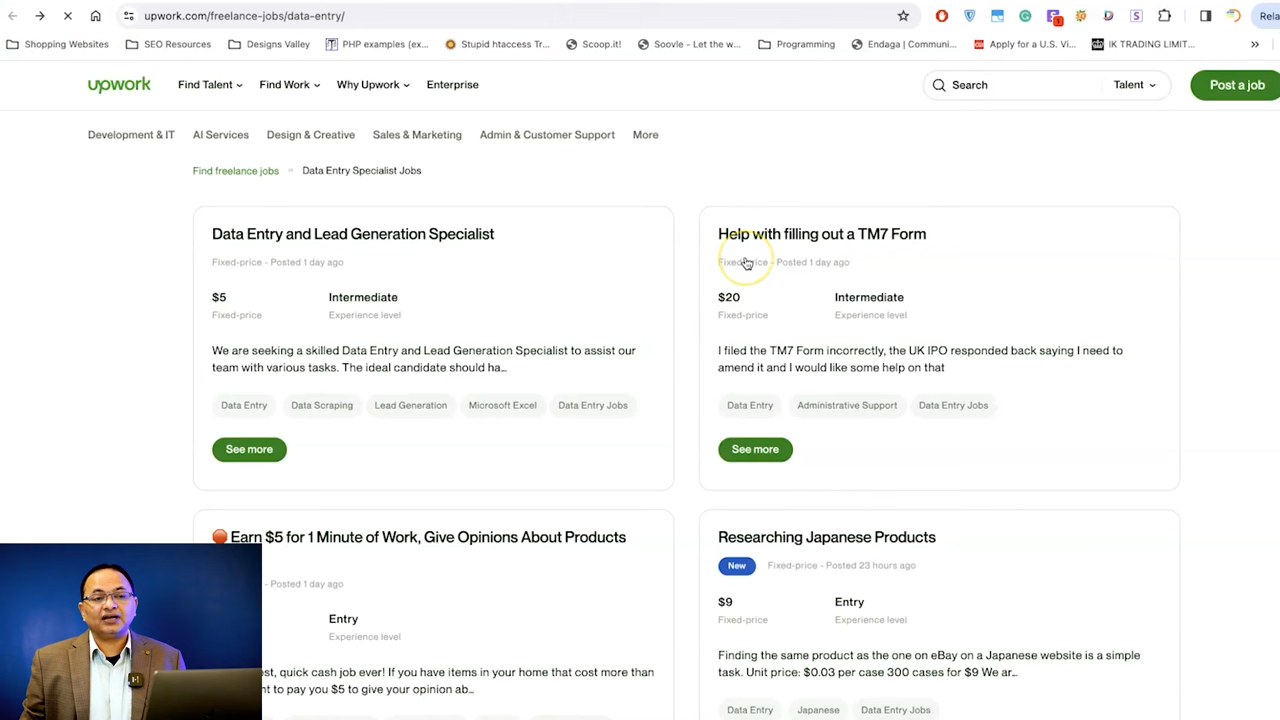 upwork.com/freelance-jobs/data-entry/
Rela
Shopping Websites
SEO Resources
Designs Valley
PHP examples (ex...
Stupid htaccess Tr...
Scoop.it!
Soovle - Let the w...
Programming
Endaga | Communi...
Apply for a U.S. Vi...
IK TRADING LIMIT...
»
upwork
Find Talent
Find Work
Why Upwork
Enterprise
Search
Talent
Post a job
Development & IT
AI Services
Design & Creative
Sales & Marketing
Admin & Customer Support
More
Find freelance jobs
Data Entry Specialist Jobs
Data Entry and Lead Generation Specialist
Fixed-price - Posted 1 day ago
$5
Intermediate
Fixed-price
Experience level
We are seeking a skilled Data Entry and Lead Generation Specialist to assist our
team with various tasks. The ideal candidate should ha...
Data Entry
Data Scraping
Lead Generation
Microsoft Excel
Data Entry Jobs
See more
Help with filling out a TM7 Form
Fixed-price - Posted 1 day ago
$20
Intermediate
Fixed-price
Experience level
I filed the TM7 Form incorrectly, the UK IPO responded back saying I need to
amend it and I would like some help on that
Data Entry
Administrative Support
Data Entry Jobs
See more
Earn $5 for 1 Minute of Work, Give Opinions About Products
- Posted 1 day ago
Entry
Experience level
est, quick cash job ever! If you have items in your home that cost more than
nt to pay you $5 to give your opinion ab...
Researching Japanese Products
New
Fixed-price - Posted 23 hours ago
$9
Entry
Fixed-price
Experience level
Finding the same product as the one on eBay on a Japanese website is a simple
task. Unit price: $0.03 per case 300 cases for $9 We ar...
Data Entry
Japanese
Data Entry Jobs